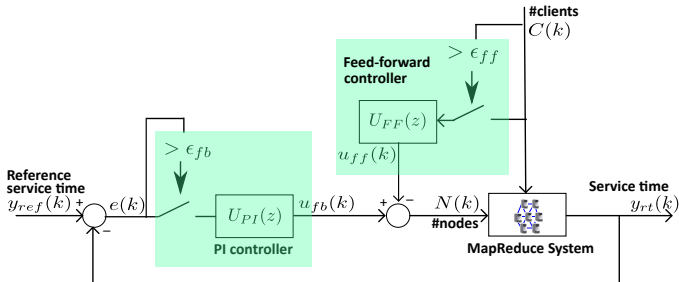 #clients
C(k)
> ϵ_ff
Feed-forward
controller
U_FF(z)
u_ff(k)
> ϵ_fb
Reference
service time
y_ref(k)
+
−
e(k)
U_PI(z)
PI controller
u_fb(k)
+
−
N(k)
#nodes
MapReduce System
Service time
y_rt(k)